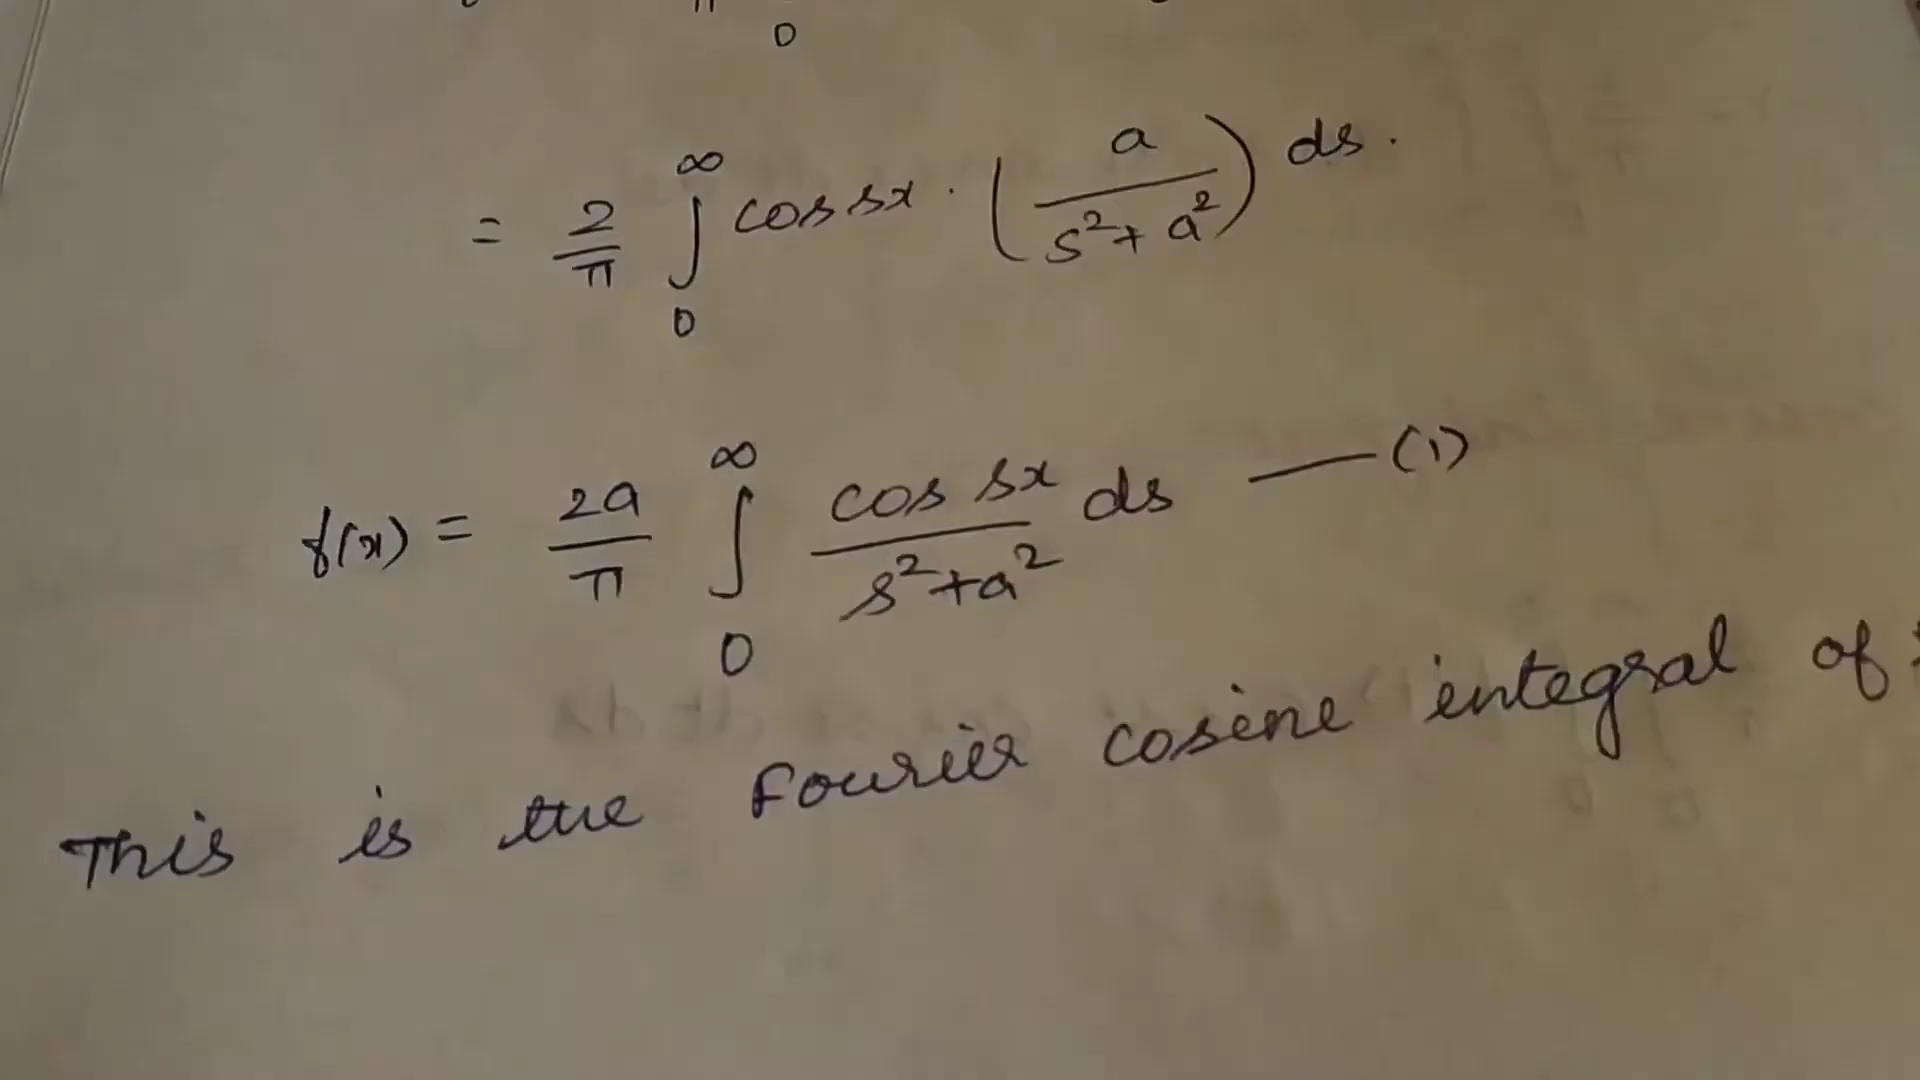 π 0
= 2/π ∫₀^∞ cos sx · (a/(s²+a²)) ds.
f(x) = 2a/π ∫₀^∞ cos sx/(s²+a²) ds —(1)
This is the Fourier cosine integral of